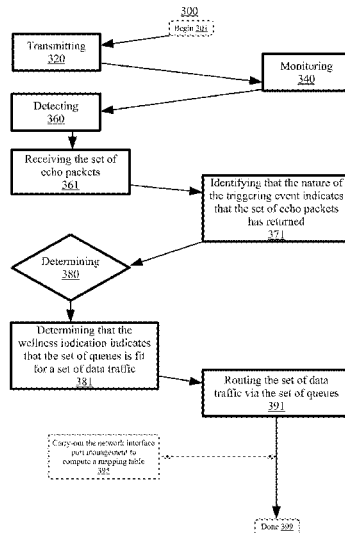 300
Begin 301
Transmitting
320
Monitoring
340
Detecting
360
Receiving the set of
echo packets
361
Identifying that the nature of
the triggering event indicates
that the set of echo packets
has returned
371
Determining
380
Determining that the
wellness indication indicates
that the set of queues is fit
for a set of data traffic
381
Routing the set of data
traffic via the set of queues
391
Carry-out the network interface
port management to
compute a mapping table
Done 399